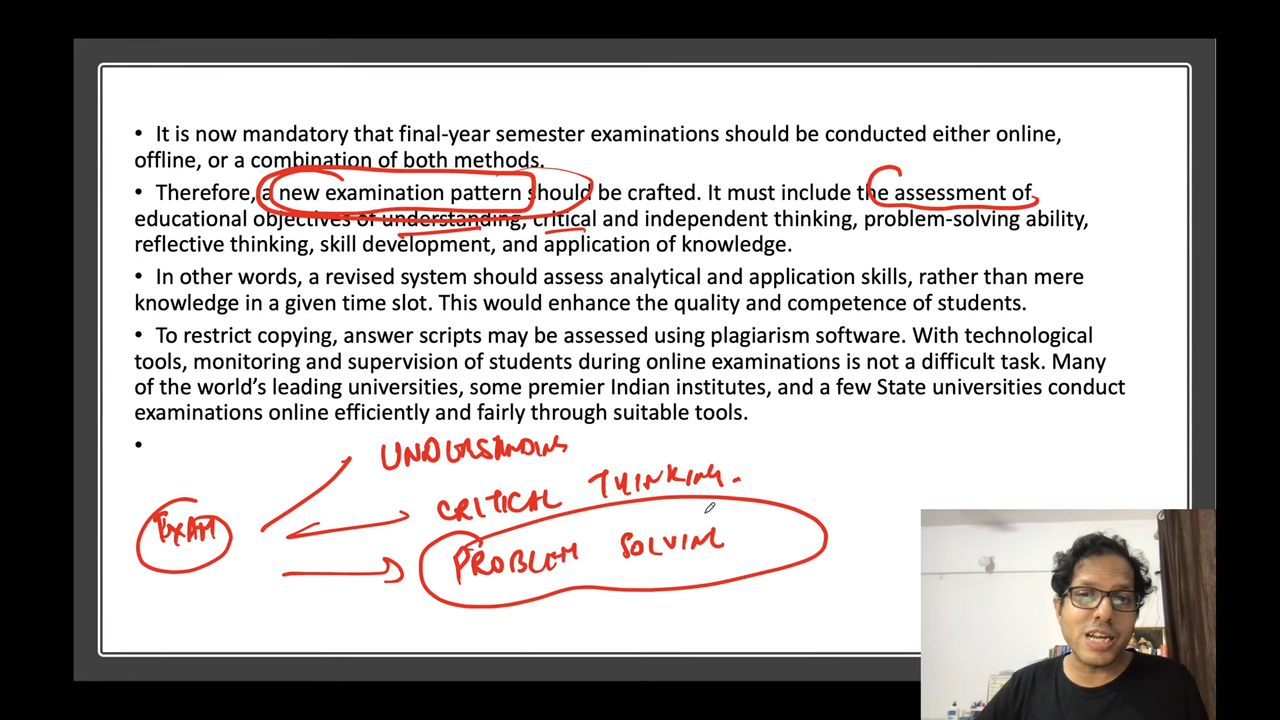 • It is now mandatory that final-year semester examinations should be conducted either online,
offline, or a combination of both methods.
• Therefore, a new examination pattern should be crafted. It must include the assessment of
educational objectives of understanding, critical and independent thinking, problem-solving ability,
reflective thinking, skill development, and application of knowledge.
• In other words, a revised system should assess analytical and application skills, rather than mere
knowledge in a given time slot. This would enhance the quality and competence of students.
• To restrict copying, answer scripts may be assessed using plagiarism software. With technological
tools, monitoring and supervision of students during online examinations is not a difficult task. Many
of the world's leading universities, some premier Indian institutes, and a few State universities conduct
examinations online efficiently and fairly through suitable tools.
•
UNDERSTANDING
CRITICAL THINKING.
EXAM
PROBLEM SOLVING